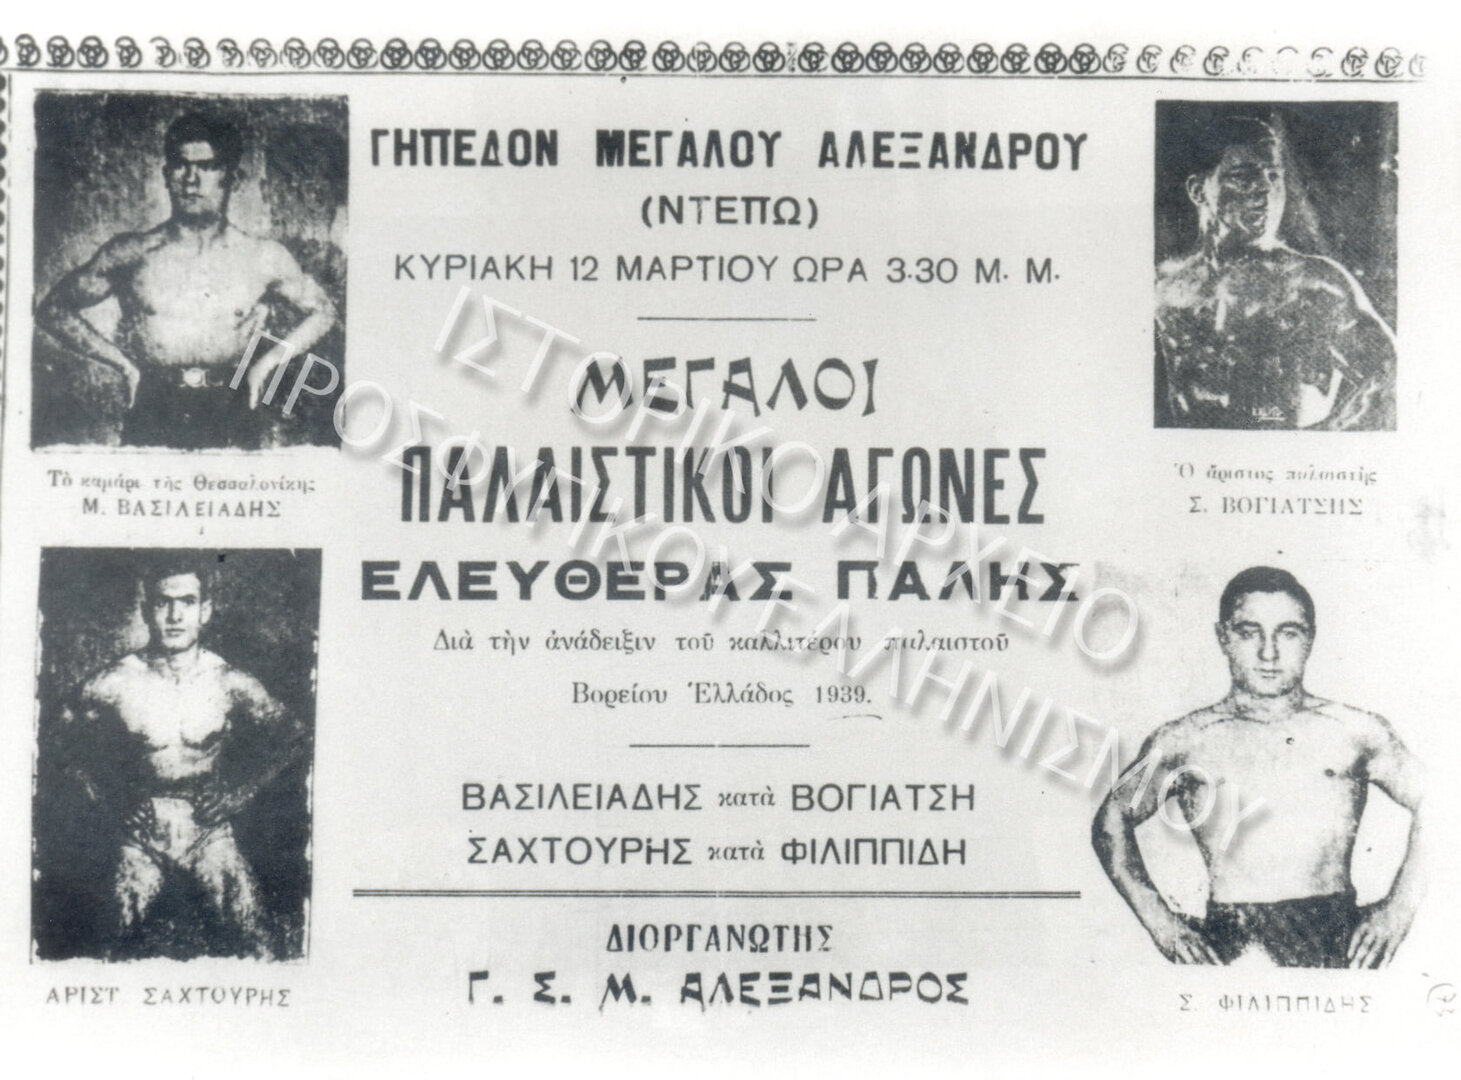 ΓΗΠΕΔΟΝ ΜΕΓΑΛΟΥ ΑΛΕΞΑΝΔΡΟΥ
(ΝΤΕΠΩ)
ΚΥΡΙΑΚΗ 12 ΜΑΡΤΙΟΥ ΩΡΑ 3.30 Μ. Μ.
ΜΕΓΑΛΟΙ
ΠΑΛΑΙΣΤΙΚΟΙ ΑΓΩΝΕΣ
ΕΛΕΥΘΕΡΑΣ ΠΑΛΗΣ
Διὰ τὴν ἀνάδειξιν τοῦ καλλιτέρου παλαιστοῦ
Βορείου Ἑλλάδος 1939.
ΒΑΣΙΛΕΙΑΔΗΣ κατὰ ΒΟΓΙΑΤΣΗ
ΣΑΧΤΟΥΡΗΣ κατὰ ΦΙΛΙΠΠΙΔΗ
ΔΙΟΡΓΑΝΩΤΗΣ
Γ. Σ. Μ. ΑΛΕΞΑΝΔΡΟΣ
Τὸ καμάρι τῆς Θεσσαλονίκης
Μ. ΒΑΣΙΛΕΙΑΔΗΣ
Ὁ ἄριστος παλαιστὴς
Σ. ΒΟΓΙΑΤΣΗΣ
ΑΡΙΣΤ ΣΑΧΤΟΥΡΗΣ
Σ. ΦΙΛΙΠΠΙΔΗΣ
ΙΣΤΟΡΙΚΟ ΑΡΧΕΙΟ
ΠΡΟΣΦΥΓΙΚΟΥ ΕΛΛΗΝΙΣΜΟΥ